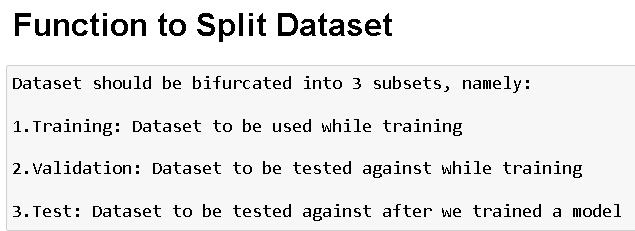 Function to Split Dataset
Dataset should be bifurcated into 3 subsets, namely:
1.Training: Dataset to be used while training
2.Validation: Dataset to be tested against while training
3.Test: Dataset to be tested against after we trained a model